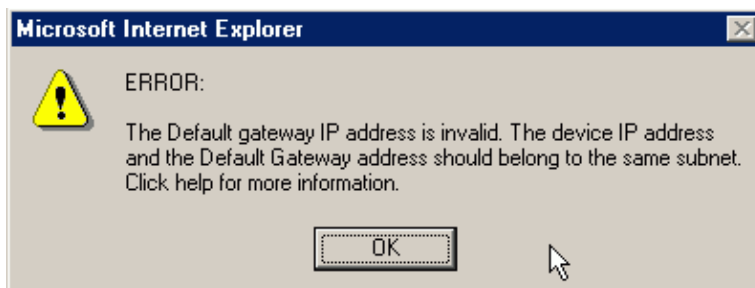 Microsoft Internet Explorer
ERROR:
The Default gateway IP address is invalid. The device IP address
and the Default Gateway address should belong to the same subnet.
Click help for more information.
OK